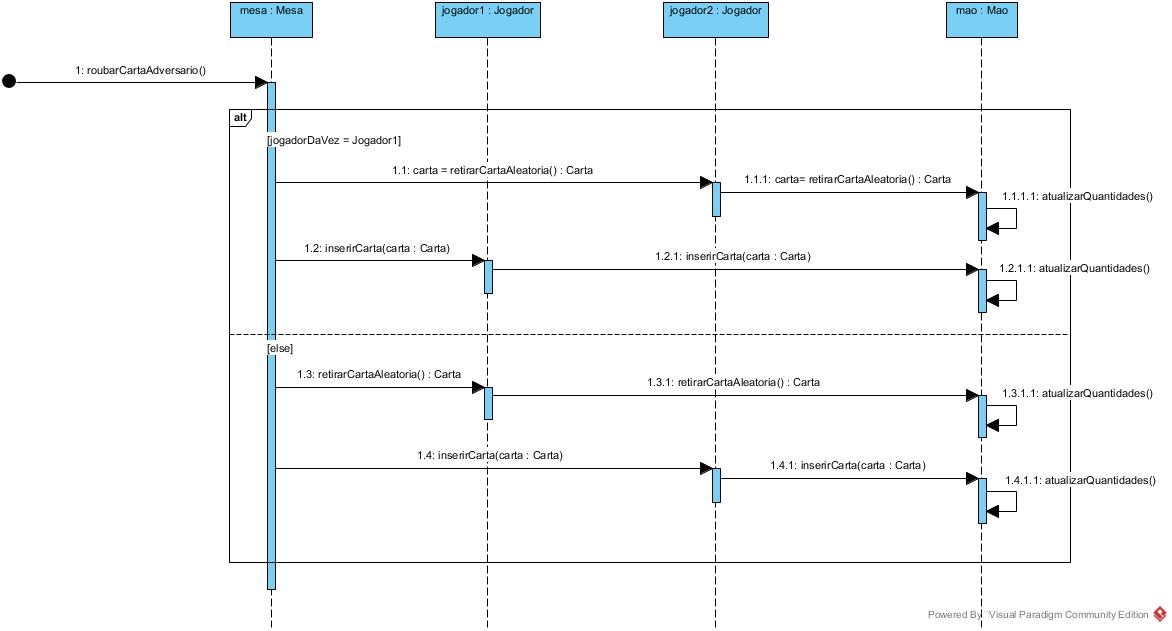 mesa : Mesa
jogador1 : Jogador
jogador2 : Jogador
mao : Mao
1: roubarCartaAdversario()
alt
[jogadorDaVez = Jogador1]
1.1: carta = retirarCartaAleatoria() : Carta
1.1.1: carta= retirarCartaAleatoria() : Carta
1.1.1.1: atualizarQuantidades()
1.2: inserirCarta(carta : Carta)
1.2.1: inserirCarta(carta : Carta)
1.2.1.1: atualizarQuantidades()
[else]
1.3: retirarCartaAleatoria() : Carta
1.3.1: retirarCartaAleatoria() : Carta
1.3.1.1: atualizarQuantidades()
1.4: inserirCarta(carta : Carta)
1.4.1: inserirCarta(carta : Carta)
1.4.1.1: atualizarQuantidades()
Powered By Visual Paradigm Community Edition